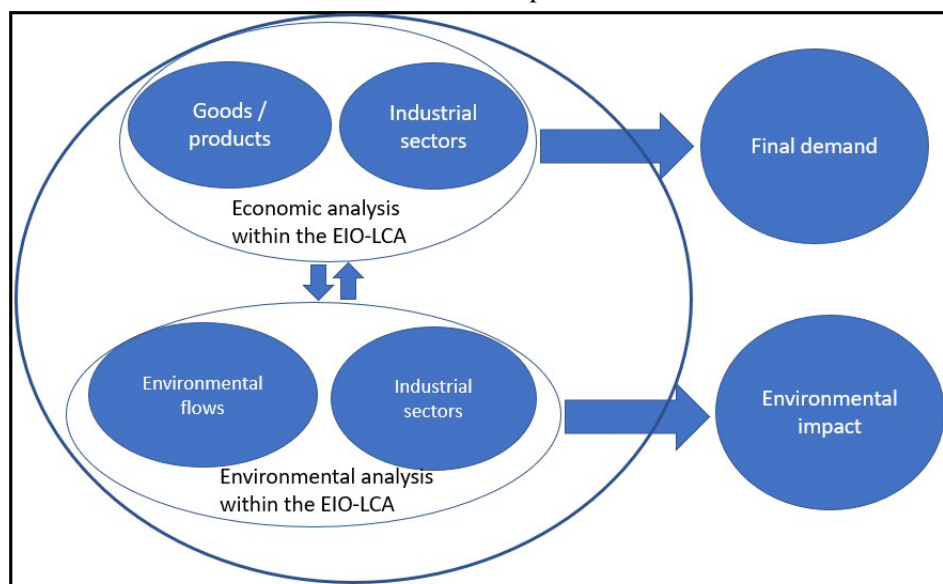 Goods /
products
Industrial
sectors
Final demand
Economic analysis
within the EIO-LCA
Environmental
flows
Industrial
sectors
Environmental
impact
Environmental analysis
within the EIO-LCA